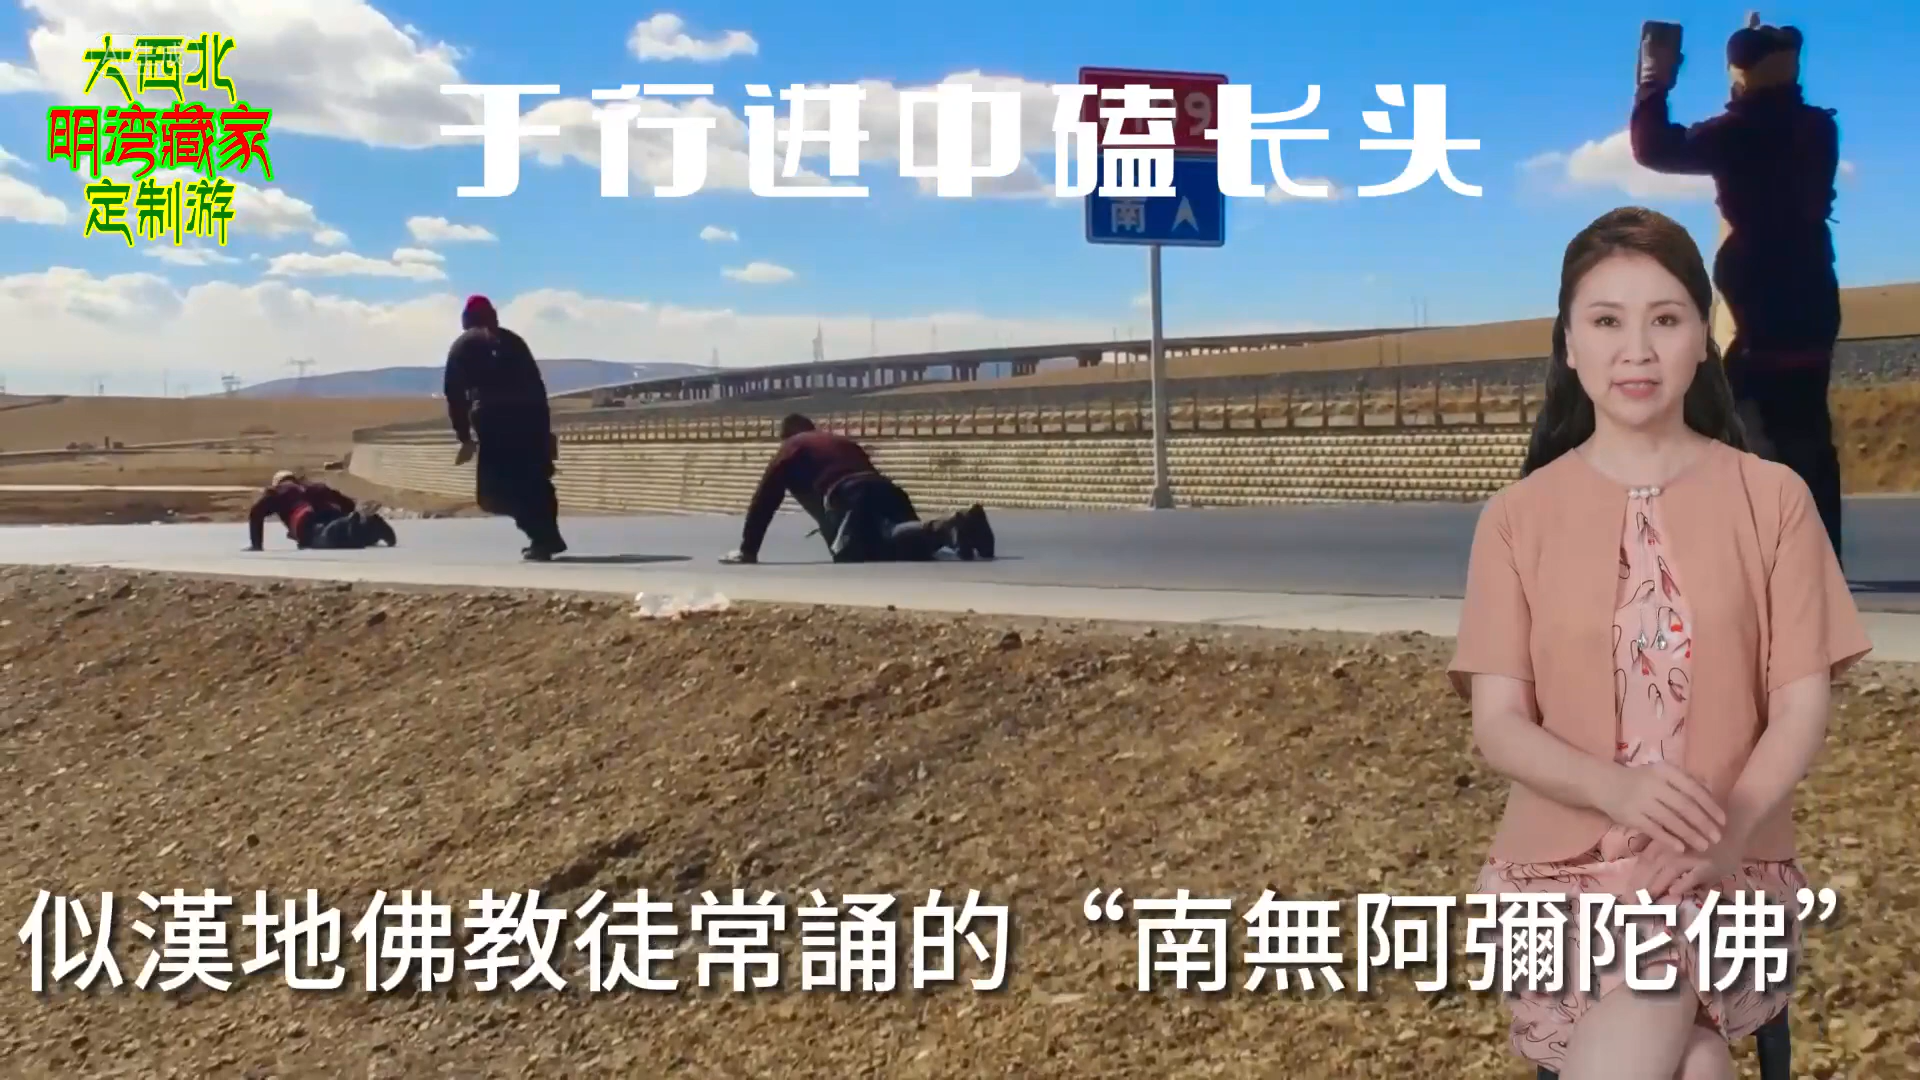 大西北
明湾藏家
定制游
于行进中磕长头
南
似漢地佛教徒常誦的“南無阿彌陀佛”